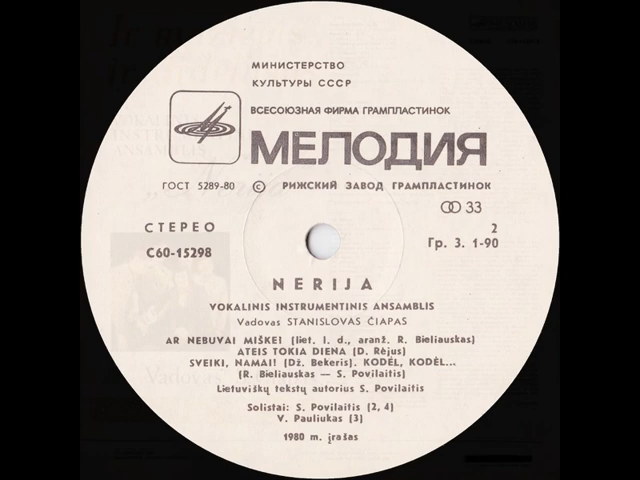 МИНИСТЕРСТВО
КУЛЬТУРЫ СССР
ВСЕСОЮЗНАЯ ФИРМА ГРАМПЛАСТИНОК
МЕЛОДИЯ
ГОСТ 5289-80 © РИЖСКИЙ ЗАВОД ГРАМПЛАСТИНОК
33
СТЕРЕО
2
С60-15298
Гр. 3. 1-90
NERIJA
VOKALINIS INSTRUMENTINIS ANSAMBLIS
Vadovas STANISLOVAS ČIAPAS
AR NEBUVAI MIŠKE! (liet. l. d., aranž. R. Bieliauskas)
ATEIS TOKIA DIENA (D. Rėjus)
SVEIKI, NAMAI! (Dž. Bekeris). KODĖL, KODĖL...
(R. Bieliauskas — S. Povilaitis)
Lietuviškų tekstų autorius S. Povilaitis
Solistai: S. Povilaitis (2, 4)
V. Pauliukas (3)
1980 m. įrašas